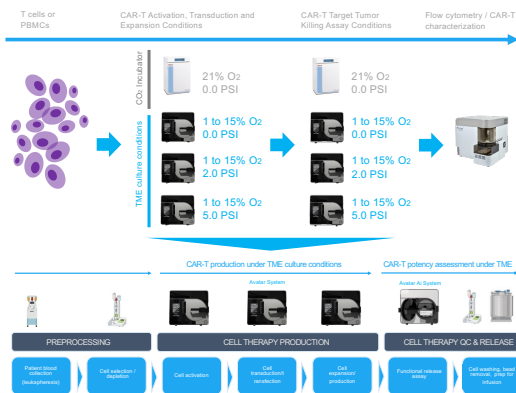 T cells or
PBMCs
CAR-T Activation, Transduction and
Expansion Conditions
CAR-T Target Tumor
Killing Assay Conditions
Flow cytometry / CAR-T
characterization
CO2 Incubator
21% O2
0.0 PSI
21% O2
0.0 PSI
TME culture conditions
1 to 15% O2
0.0 PSI
1 to 15% O2
0.0 PSI
1 to 15% O2
2.0 PSI
1 to 15% O2
2.0 PSI
1 to 15% O2
5.0 PSI
1 to 15% O2
5.0 PSI
CAR-T production under TME culture conditions
CAR-T potency assessment under TME
Avatar System
Avatar Ai System
PREPROCESSING
CELL THERAPY PRODUCTION
CELL THERAPY QC & RELEASE
Patient blood
collection
(leukapheresis)
Cell selection /
depletion
Cell activation
Cell
transduction/t
ransfection
Cell
expansion/
production
Functional release
assay
Cell washing, bead
removal, prep for
infusion